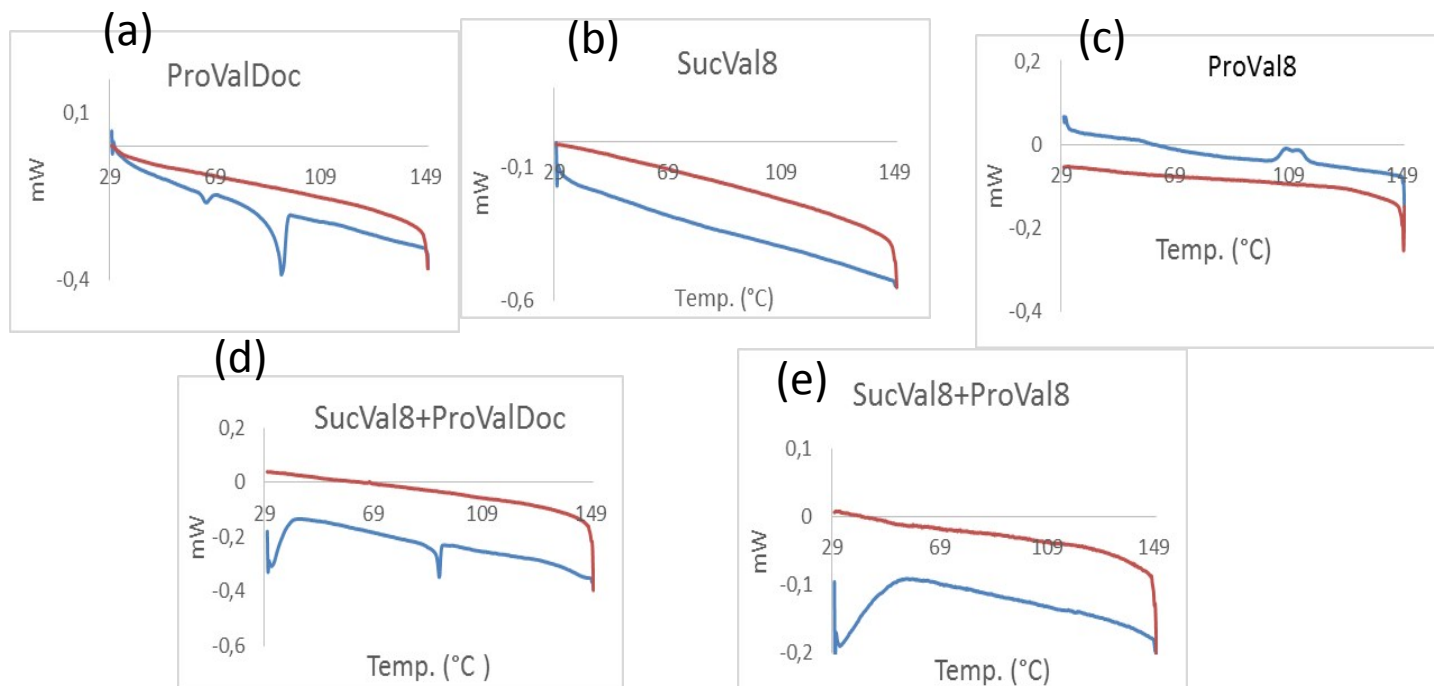 (a)
ProValDoc
0,1
29 69 109 149
mW
-0,4
(b)
SucVal8
29 69 109 149
-0.1
mW
Temp. (°C)
-0,6
(c)
ProVal8
0,2
0
29 69 109 149
mW
-0,2
Temp. (°C)
-0,4
(d)
SucVal8+ProValDoc
0,2
0
29 69 109 149
mW
-0,2
-0,4
-0,6
Temp. (°C )
(e)
SucVal8+ProVal8
0,1
0
29 69 109 149
mW
-0,1
-0,2
Temp. (°C)